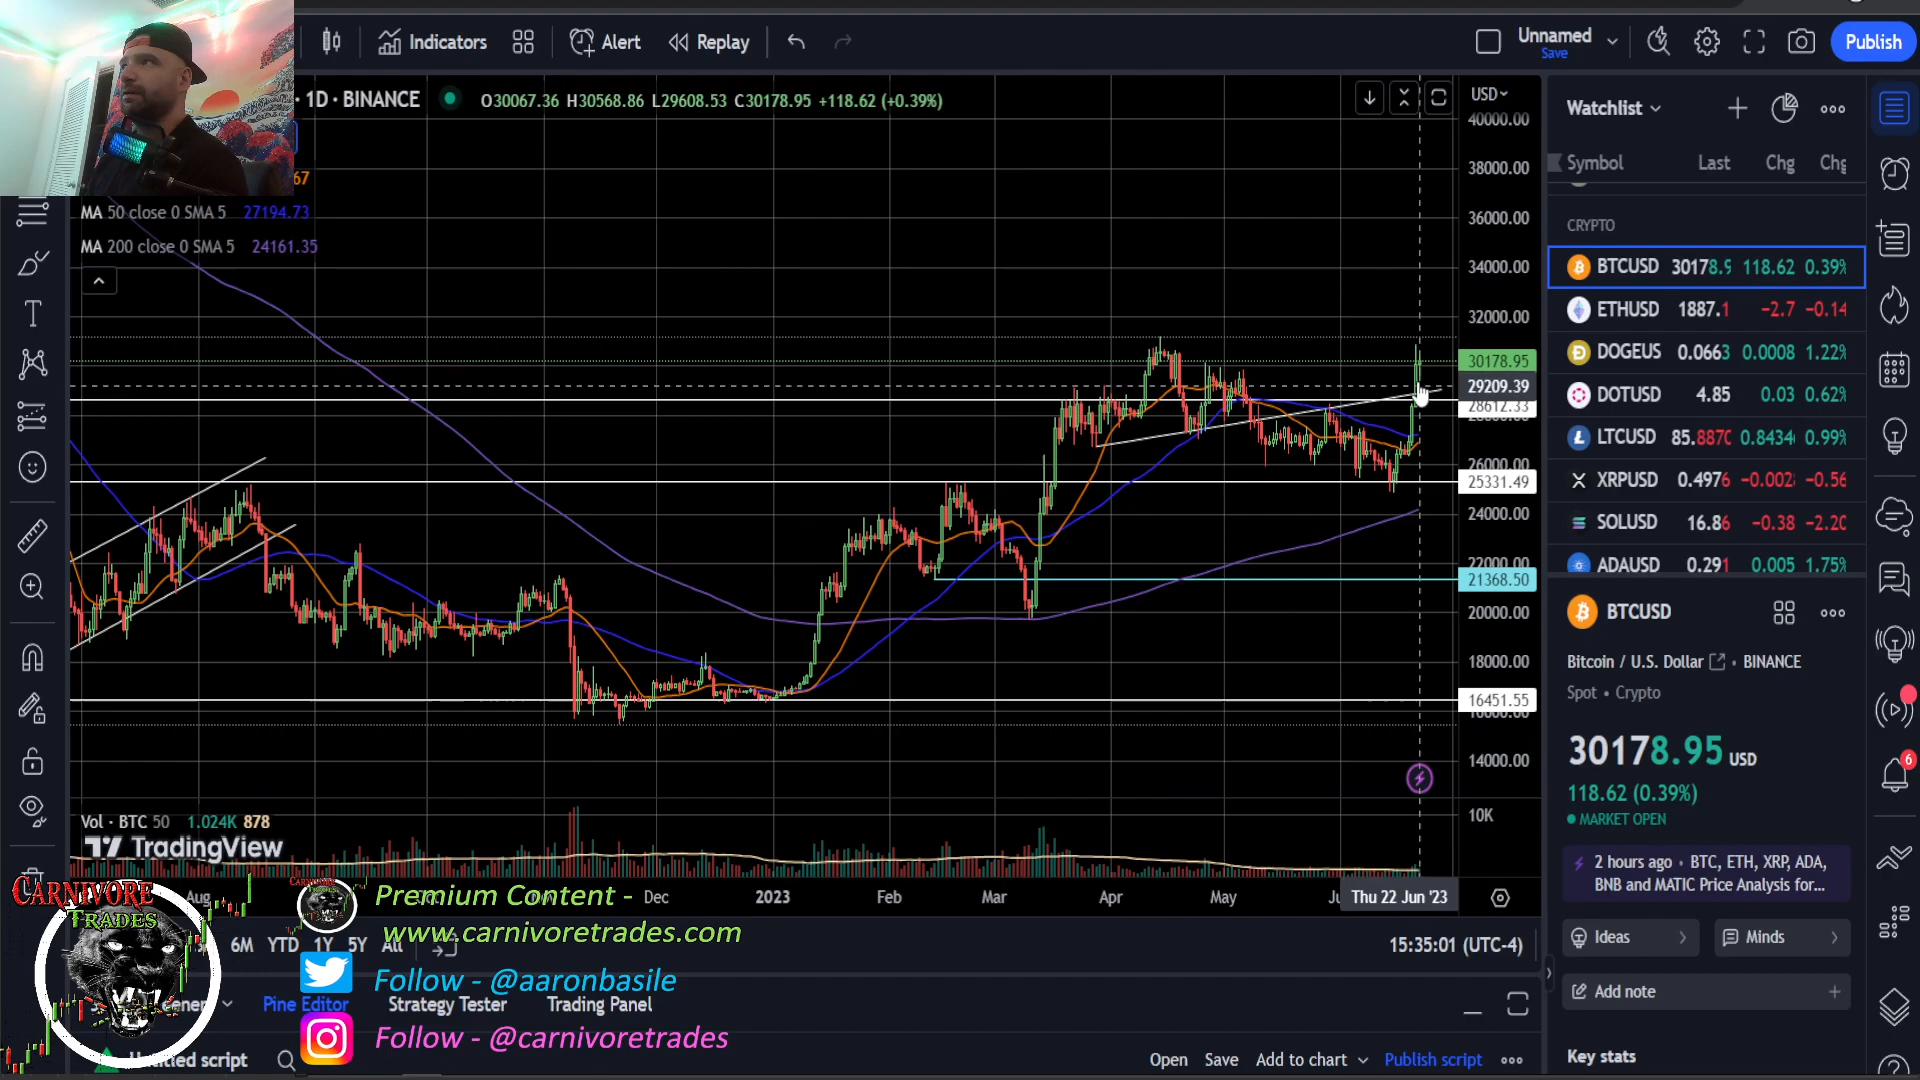 Indicators
Alert
Replay
Unnamed
Save
Publish
· 1D · BINANCE
O30067.36 H30568.86 L29608.53 C30178.95 +118.62 (+0.39%)
67
MA 50 close 0 SMA 5 27194.73
MA 200 close 0 SMA 5 24161.35
USD
40000.00
38000.00
36000.00
34000.00
32000.00
30178.95
29209.39
28612.33
26000.00
25331.49
24000.00
22000.00
21368.50
20000.00
18000.00
16451.55
14000.00
10K
Vol · BTC 50 1.024K 878
TradingView
Aug
Dec
2023
Feb
Mar
Apr
May
Thu 22 Jun '23
6M YTD 1Y 5Y All
15:35:01 (UTC-4)
Pine Editor
Strategy Tester
Trading Panel
Untitled script
Open
Save
Add to chart
Publish script
CARNIVORE
TRADES
CARNIVORE
TRADES
Premium Content -
www.carnivoretrades.com
Follow - @aaronbasile
Follow - @carnivoretrades
Watchlist
Symbol Last Chg Chg
CRYPTO
BTCUSD 30178.9 118.62 0.39%
ETHUSD 1887.1 −2.7 −0.14
DOGEUS 0.0663 0.0008 1.22%
DOTUSD 4.85 0.03 0.62%
LTCUSD 85.887 0.8434 0.99%
XRPUSD 0.4976 −0.002 −0.56
SOLUSD 16.86 −0.38 −2.20
ADAUSD 0.291 0.005 1.75%
BTCUSD
Bitcoin / U.S. Dollar · BINANCE
Spot • Crypto
30178.95 USD
118.62 (0.39%)
MARKET OPEN
2 hours ago • BTC, ETH, XRP, ADA,
BNB and MATIC Price Analysis for...
Ideas
Minds
Add note
Key stats
6